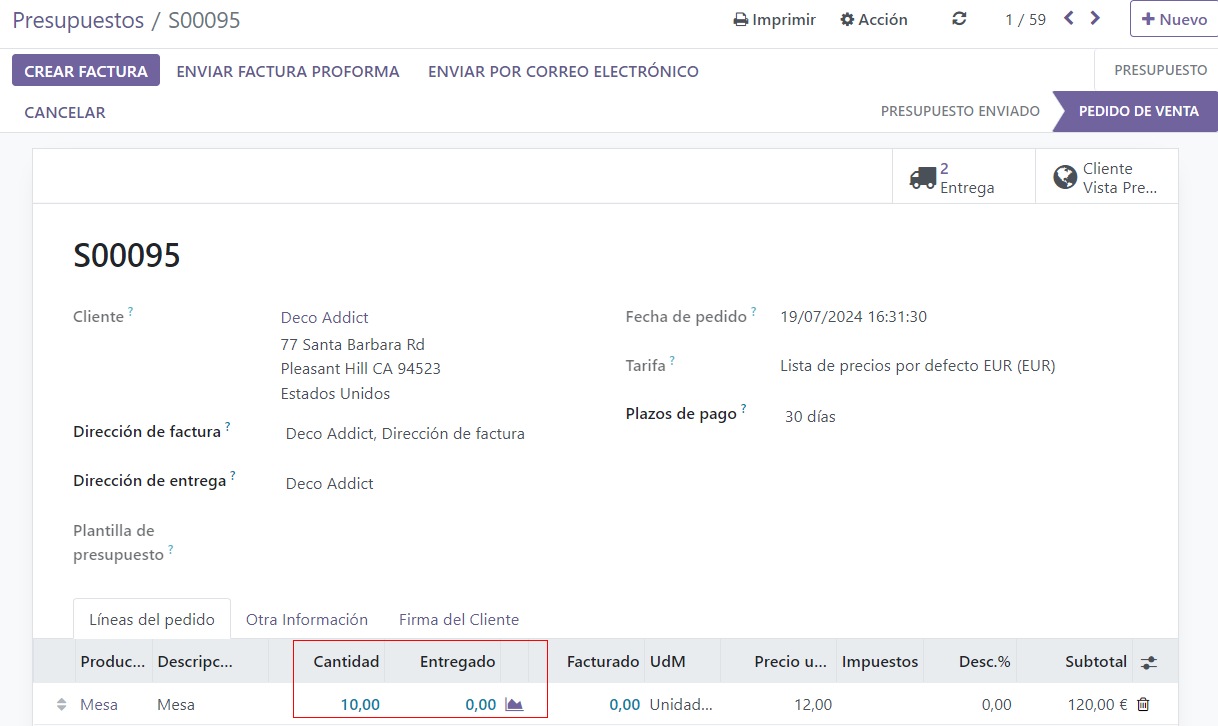 Presupuestos / S00095
Imprimir
Acción
1 / 59
Nuevo
CREAR FACTURA
ENVIAR FACTURA PROFORMA
ENVIAR POR CORREO ELECTRÓNICO
PRESUPUESTO
CANCELAR
PRESUPUESTO ENVIADO
PEDIDO DE VENTA
2
Entrega
Cliente
Vista Pre...
S00095
Cliente ?
Deco Addict
77 Santa Barbara Rd
Pleasant Hill CA 94523
Estados Unidos
Dirección de factura ?
Deco Addict, Dirección de factura
Dirección de entrega ?
Deco Addict
Plantilla de
presupuesto ?
Fecha de pedido ?
19/07/2024 16:31:30
Tarifa ?
Lista de precios por defecto EUR (EUR)
Plazos de pago ?
30 días
Líneas del pedido
Otra Información
Firma del Cliente
Produc... Descripc... Cantidad Entregado Facturado UdM Precio u... Impuestos Desc.% Subtotal
Mesa Mesa 10,00 0,00 0,00 Unidad... 12,00 0,00 120,00 €